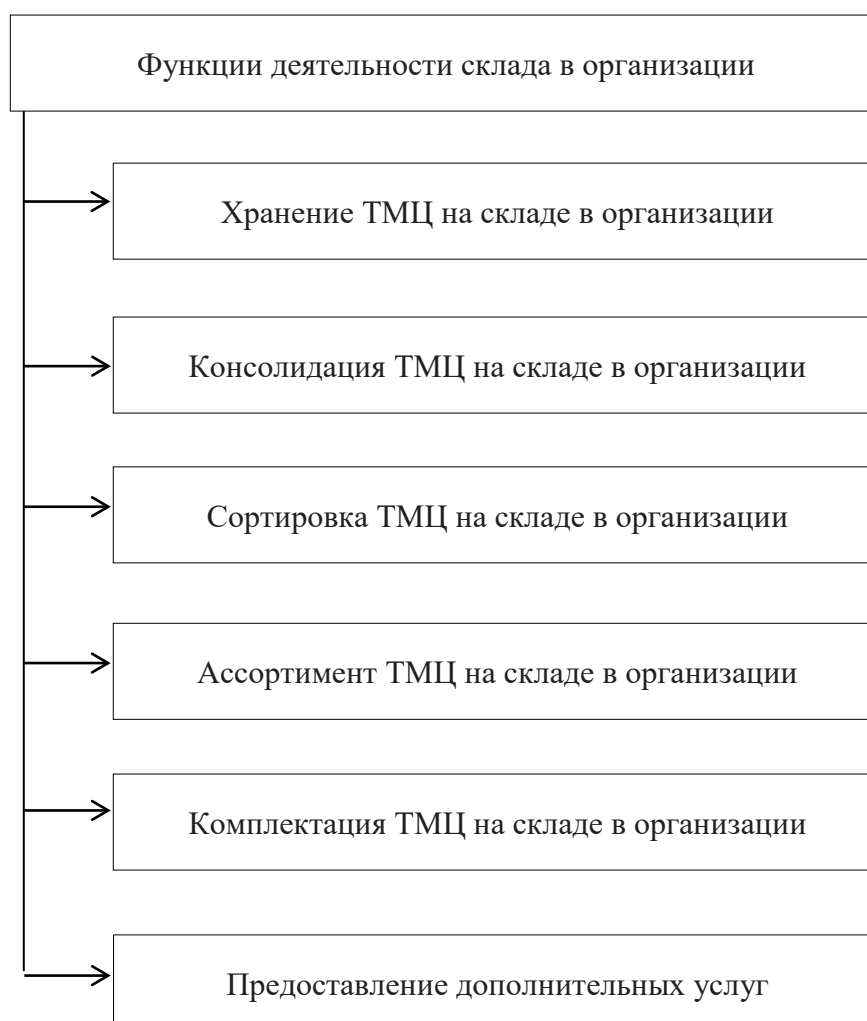 Функции деятельности склада в организации
Хранение ТМЦ на складе в организации
Консолидация ТМЦ на складе в организации
Сортировка ТМЦ на складе в организации
Ассортимент ТМЦ на складе в организации
Комплектация ТМЦ на складе в организации
Предоставление дополнительных услуг